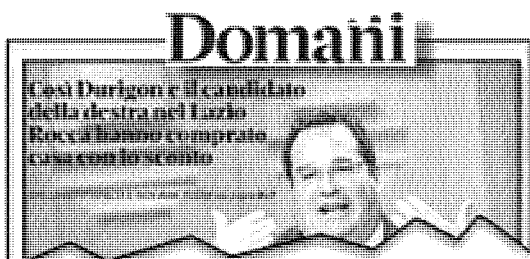 Domani
Così Durigon e il candidato
della destra nel Lazio
Rocca hanno comprato
casa con lo sconto